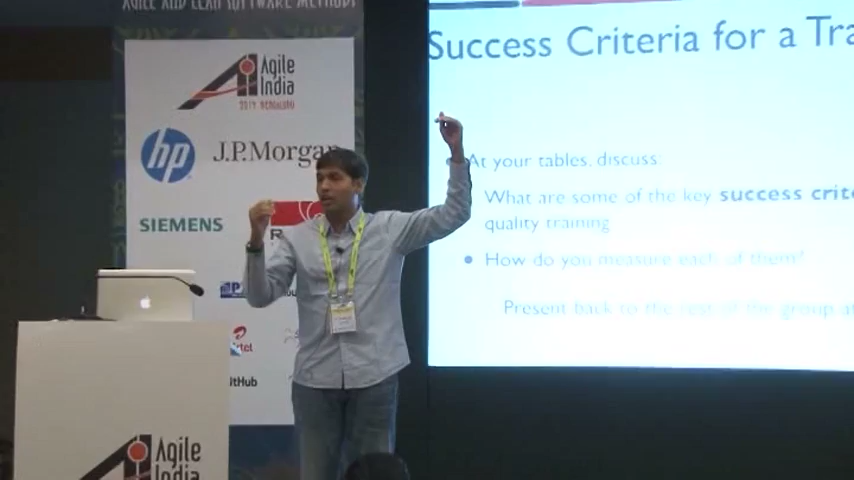 AGILE AND LEAN SOFTWARE METHODS
Agile
India
2014 BENGALURU
hp
J.P.Morgan
SIEMENS
Success Criteria for a Tra
At your tables, discuss
What are some of the key success crite
quality training
How do you measure each of them?
Present back to the rest of the group at
GitHub
Agile
India